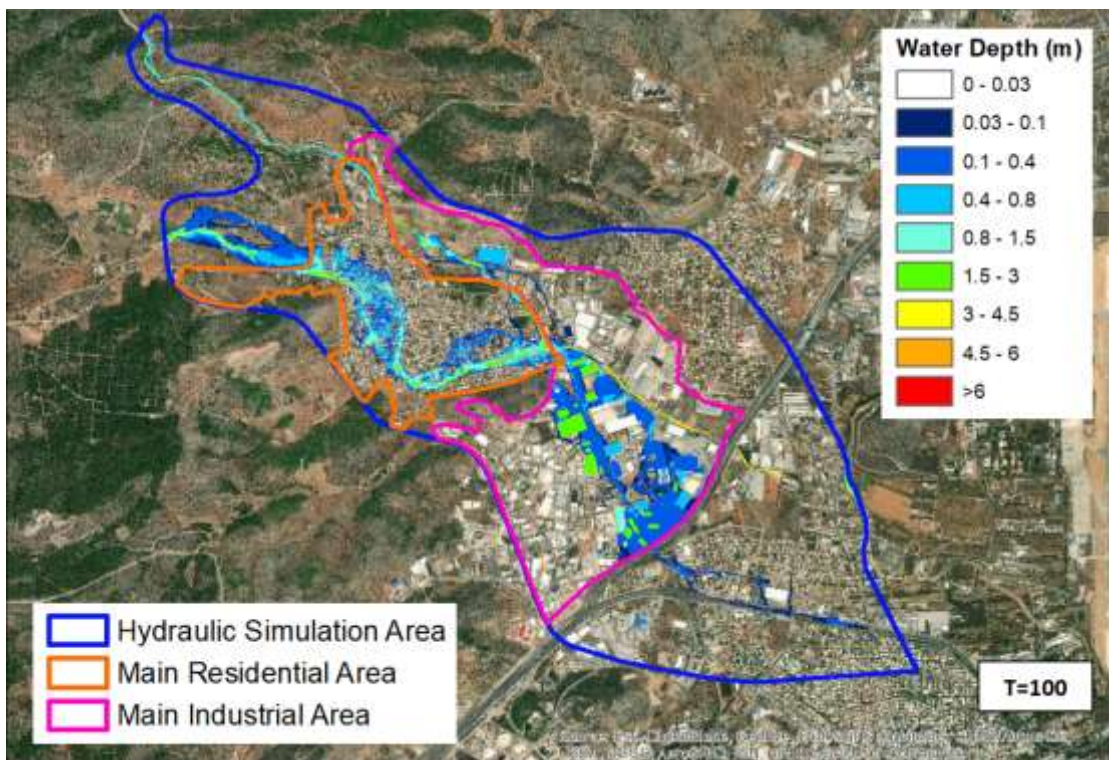 Water Depth (m)
0 - 0.03
0.03 - 0.1
0.1 - 0.4
0.4 - 0.8
0.8 - 1.5
1.5 - 3
3 - 4.5
4.5 - 6
>6
Hydraulic Simulation Area
Main Residential Area
Main Industrial Area
T=100